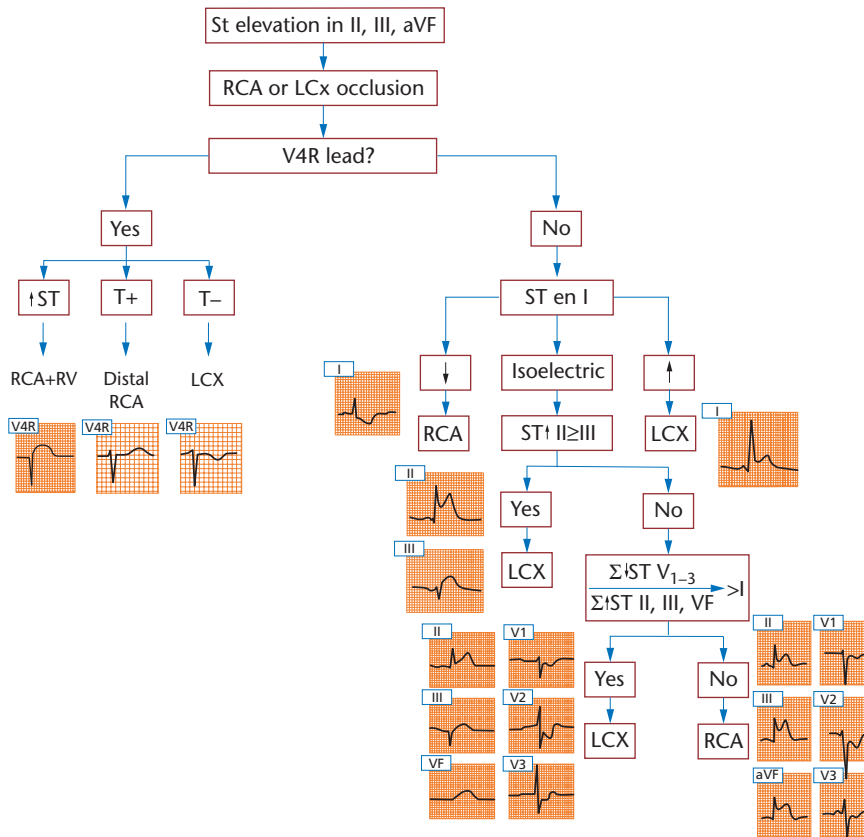 St elevation in II, III, aVF
RCA or LCx occlusion
V4R lead?
Yes
No
↑ST
T+
T–
ST en I
RCA+RV
Distal
RCA
LCX
I
↓
Isoelectric
↑
V4R
V4R
V4R
RCA
ST↑ II≥III
LCX
I
II
Yes
No
III
LCX
Σ↓ST V1–3
>I
Σ↑ST II, III, VF
II
V1
Yes
No
II
V1
III
V2
LCX
RCA
III
V2
VF
V3
aVF
V3